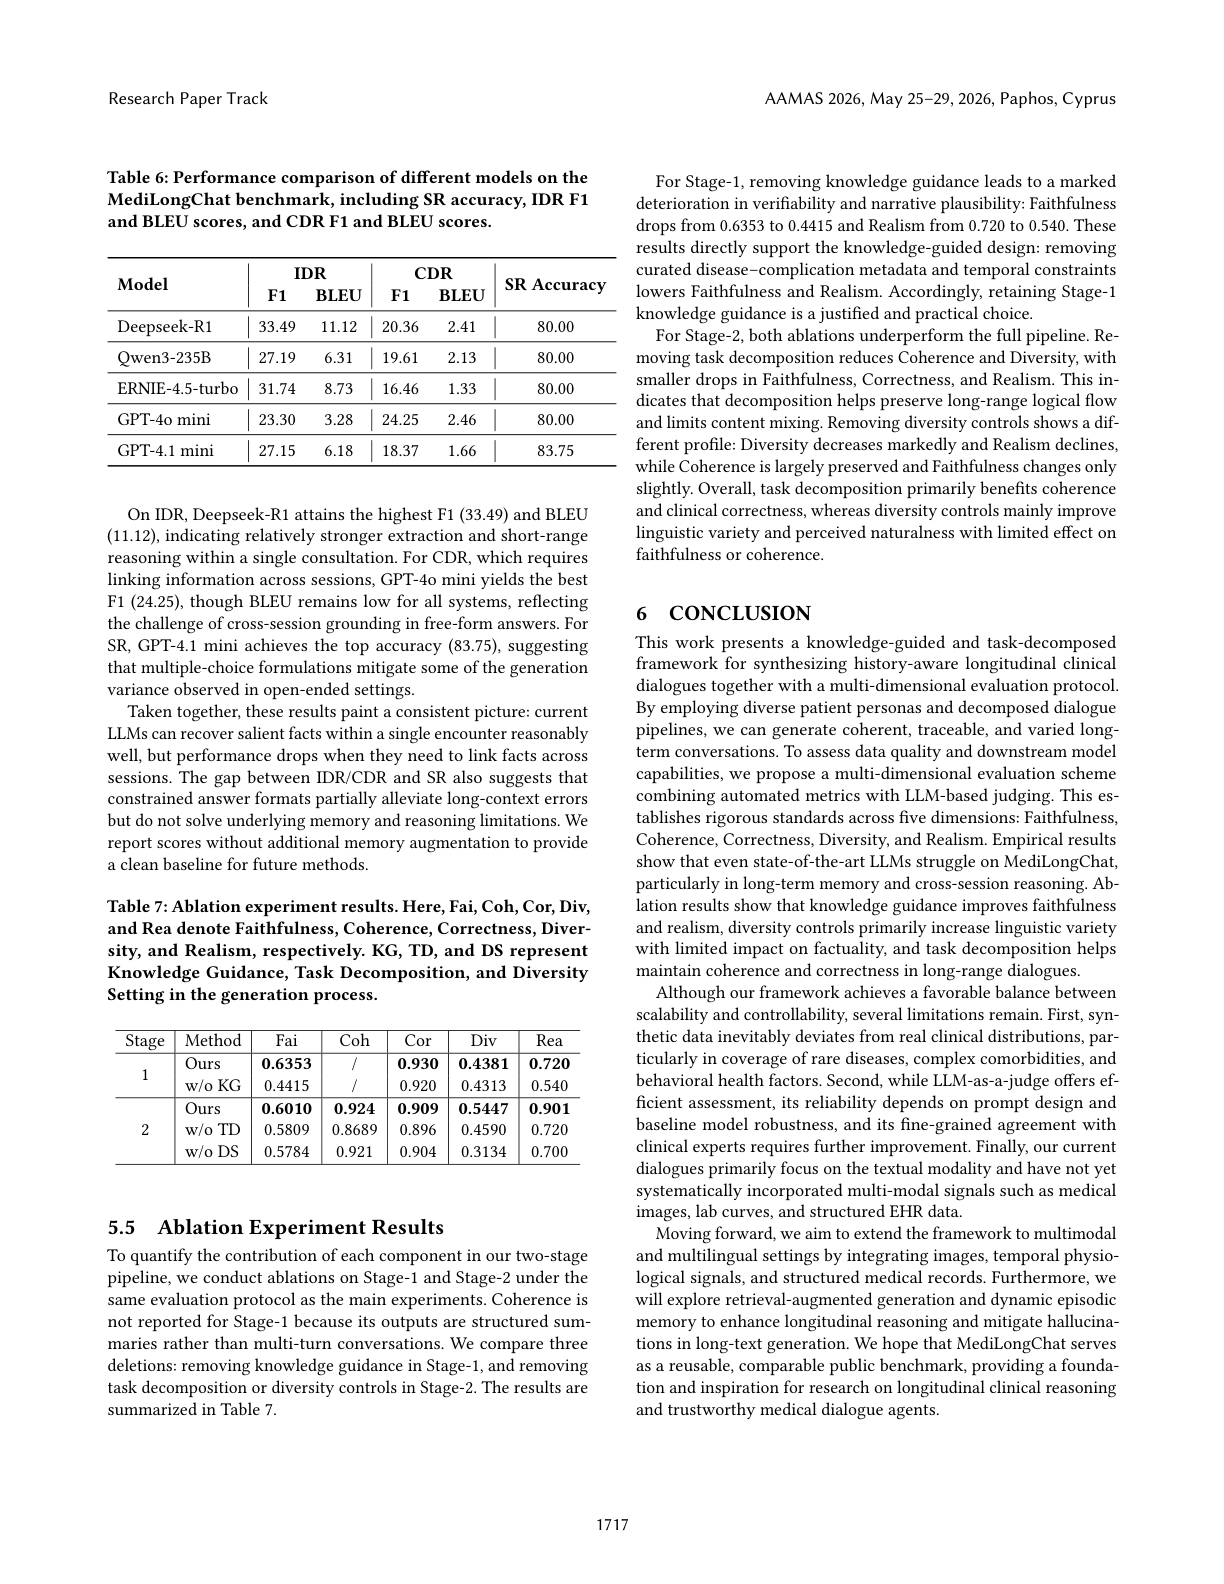 Research Paper Track
AAMAS 2026, May 25–29, 2026, Paphos, Cyprus
Table 6: Performance comparison of different models on the
MediLongChat benchmark, including SR accuracy, IDR F1
and BLEU scores, and CDR F1 and BLEU scores.
Model IDR CDR SR Accuracy
F1 BLEU F1 BLEU
Deepseek-R1 33.49 11.12 20.36 2.41 80.00
Qwen3-235B 27.19 6.31 19.61 2.13 80.00
ERNIE-4.5-turbo 31.74 8.73 16.46 1.33 80.00
GPT-4o mini 23.30 3.28 24.25 2.46 80.00
GPT-4.1 mini 27.15 6.18 18.37 1.66 83.75
On IDR, Deepseek-R1 attains the highest F1 (33.49) and BLEU
(11.12), indicating relatively stronger extraction and short-range
reasoning within a single consultation. For CDR, which requires
linking information across sessions, GPT-4o mini yields the best
F1 (24.25), though BLEU remains low for all systems, reflecting
the challenge of cross-session grounding in free-form answers. For
SR, GPT-4.1 mini achieves the top accuracy (83.75), suggesting
that multiple-choice formulations mitigate some of the generation
variance observed in open-ended settings.
Taken together, these results paint a consistent picture: current
LLMs can recover salient facts within a single encounter reasonably
well, but performance drops when they need to link facts across
sessions. The gap between IDR/CDR and SR also suggests that
constrained answer formats partially alleviate long-context errors
but do not solve underlying memory and reasoning limitations. We
report scores without additional memory augmentation to provide
a clean baseline for future methods.
Table 7: Ablation experiment results. Here, Fai, Coh, Cor, Div,
and Rea denote Faithfulness, Coherence, Correctness, Diver-
sity, and Realism, respectively. KG, TD, and DS represent
Knowledge Guidance, Task Decomposition, and Diversity
Setting in the generation process.
Stage Method Fai Coh Cor Div Rea
1 Ours 0.6353 / 0.930 0.4381 0.720
w/o KG 0.4415 / 0.920 0.4313 0.540
2 Ours 0.6010 0.924 0.909 0.5447 0.901
w/o TD 0.5809 0.8689 0.896 0.4590 0.720
w/o DS 0.5784 0.921 0.904 0.3134 0.700
5.5 Ablation Experiment Results
To quantify the contribution of each component in our two-stage
pipeline, we conduct ablations on Stage-1 and Stage-2 under the
same evaluation protocol as the main experiments. Coherence is
not reported for Stage-1 because its outputs are structured sum-
maries rather than multi-turn conversations. We compare three
deletions: removing knowledge guidance in Stage-1, and removing
task decomposition or diversity controls in Stage-2. The results are
summarized in Table 7.
For Stage-1, removing knowledge guidance leads to a marked
deterioration in verifiability and narrative plausibility: Faithfulness
drops from 0.6353 to 0.4415 and Realism from 0.720 to 0.540. These
results directly support the knowledge-guided design: removing
curated disease–complication metadata and temporal constraints
lowers Faithfulness and Realism. Accordingly, retaining Stage-1
knowledge guidance is a justified and practical choice.
For Stage-2, both ablations underperform the full pipeline. Re-
moving task decomposition reduces Coherence and Diversity, with
smaller drops in Faithfulness, Correctness, and Realism. This in-
dicates that decomposition helps preserve long-range logical flow
and limits content mixing. Removing diversity controls shows a dif-
ferent profile: Diversity decreases markedly and Realism declines,
while Coherence is largely preserved and Faithfulness changes only
slightly. Overall, task decomposition primarily benefits coherence
and clinical correctness, whereas diversity controls mainly improve
linguistic variety and perceived naturalness with limited effect on
faithfulness or coherence.
6 CONCLUSION
This work presents a knowledge-guided and task-decomposed
framework for synthesizing history-aware longitudinal clinical
dialogues together with a multi-dimensional evaluation protocol.
By employing diverse patient personas and decomposed dialogue
pipelines, we can generate coherent, traceable, and varied long-
term conversations. To assess data quality and downstream model
capabilities, we propose a multi-dimensional evaluation scheme
combining automated metrics with LLM-based judging. This es-
tablishes rigorous standards across five dimensions: Faithfulness,
Coherence, Correctness, Diversity, and Realism. Empirical results
show that even state-of-the-art LLMs struggle on MediLongChat,
particularly in long-term memory and cross-session reasoning. Ab-
lation results show that knowledge guidance improves faithfulness
and realism, diversity controls primarily increase linguistic variety
with limited impact on factuality, and task decomposition helps
maintain coherence and correctness in long-range dialogues.
Although our framework achieves a favorable balance between
scalability and controllability, several limitations remain. First, syn-
thetic data inevitably deviates from real clinical distributions, par-
ticularly in coverage of rare diseases, complex comorbidities, and
behavioral health factors. Second, while LLM-as-a-judge offers ef-
ficient assessment, its reliability depends on prompt design and
baseline model robustness, and its fine-grained agreement with
clinical experts requires further improvement. Finally, our current
dialogues primarily focus on the textual modality and have not yet
systematically incorporated multi-modal signals such as medical
images, lab curves, and structured EHR data.
Moving forward, we aim to extend the framework to multimodal
and multilingual settings by integrating images, temporal physio-
logical signals, and structured medical records. Furthermore, we
will explore retrieval-augmented generation and dynamic episodic
memory to enhance longitudinal reasoning and mitigate hallucina-
tions in long-text generation. We hope that MediLongChat serves
as a reusable, comparable public benchmark, providing a founda-
tion and inspiration for research on longitudinal clinical reasoning
and trustworthy medical dialogue agents.
1717